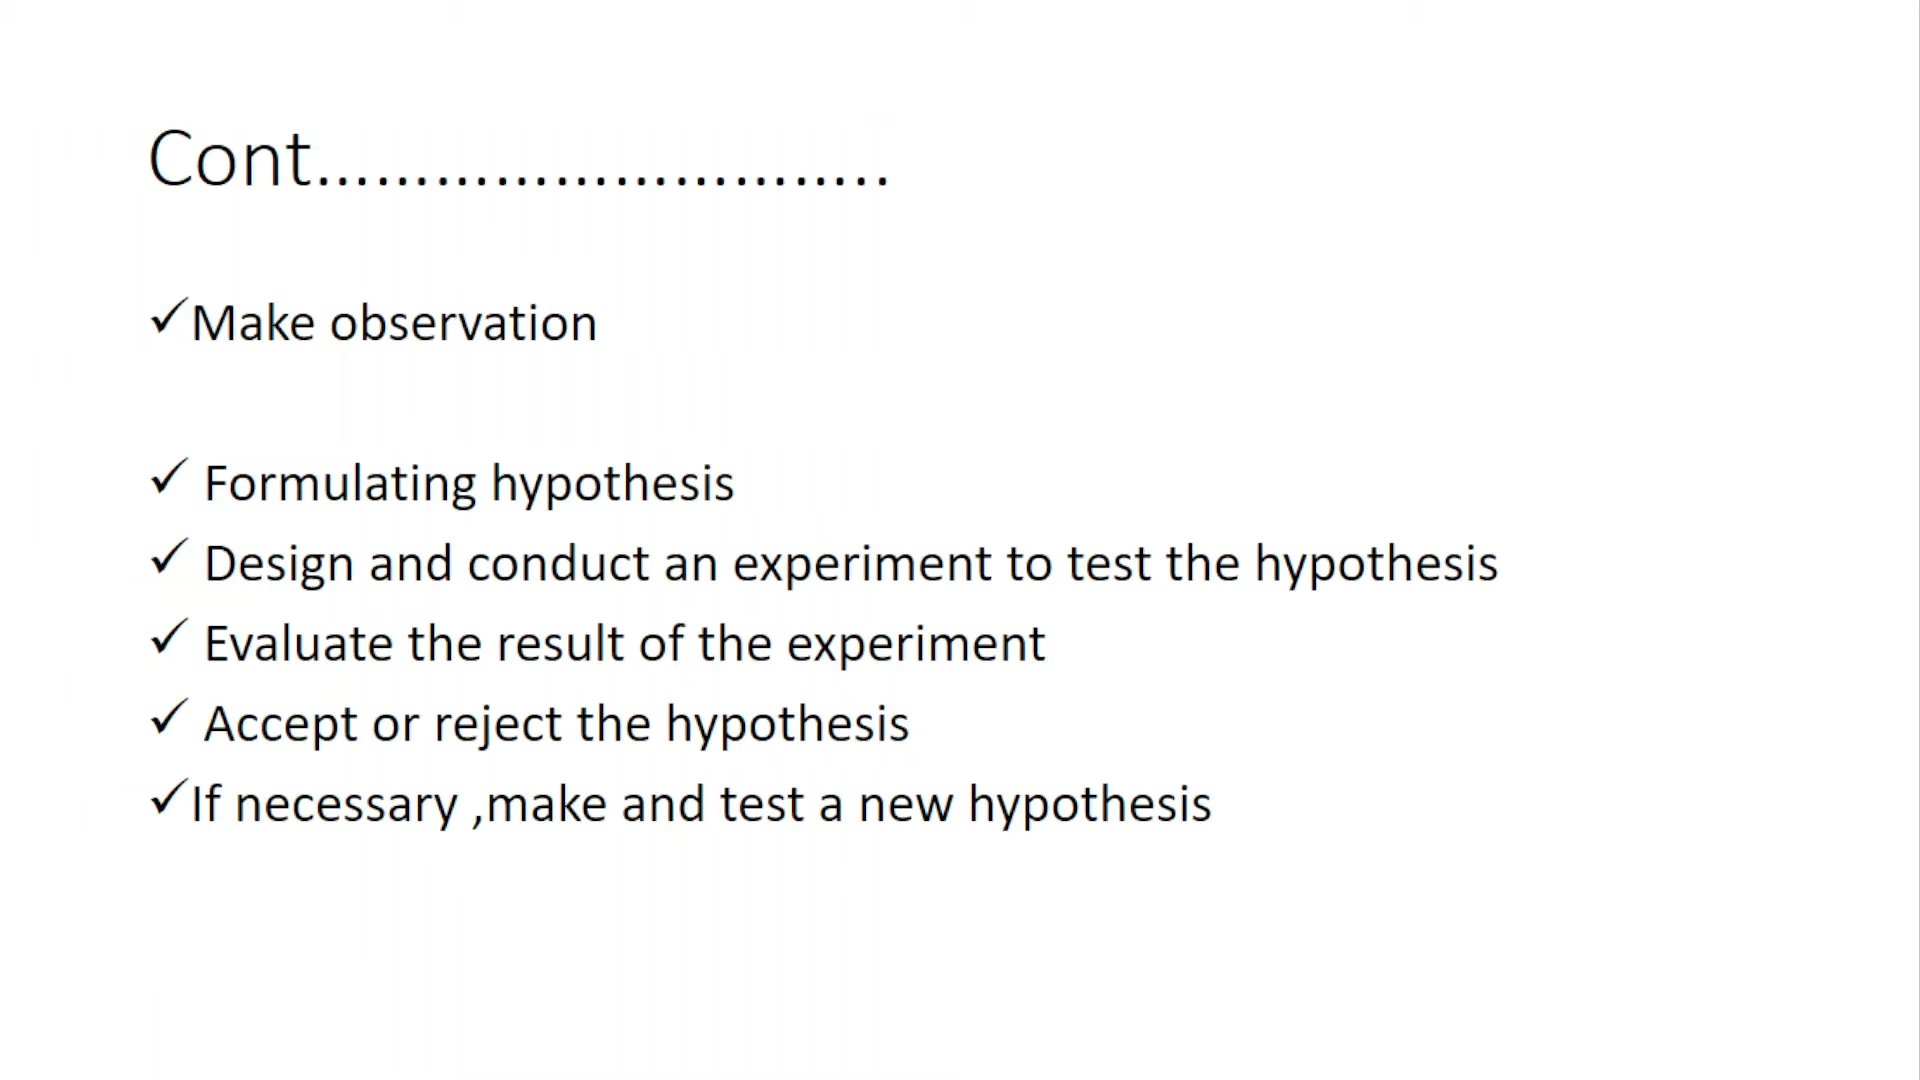 Cont…………………………
✓Make observation
✓ Formulating hypothesis
✓ Design and conduct an experiment to test the hypothesis
✓ Evaluate the result of the experiment
✓ Accept or reject the hypothesis
✓If necessary ,make and test a new hypothesis